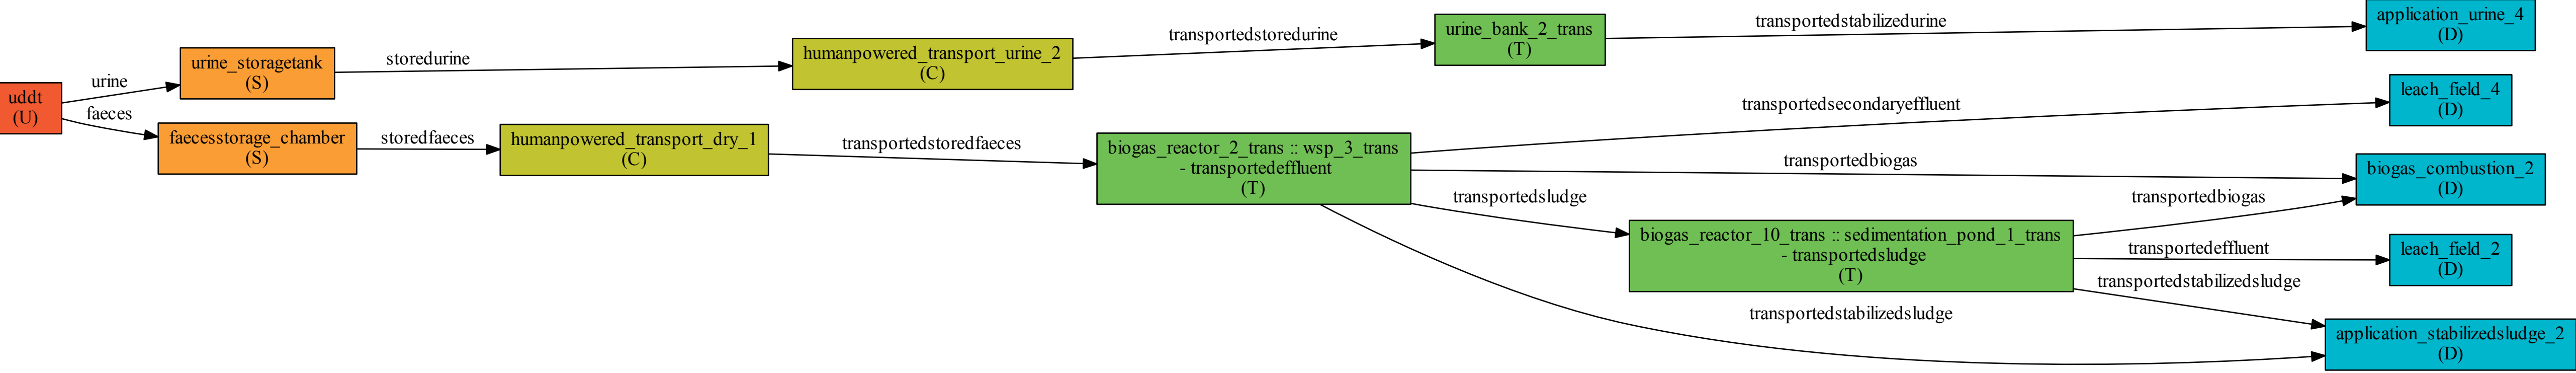 uddt
(U)
urine
faeces
urine_storagetank
(S)
faecesstorage_chamber
(S)
storedurine
storedfaeces
humanpowered_transport_urine_2
(C)
humanpowered_transport_dry_1
(C)
transportedstoredurine
transportedstoredfaeces
urine_bank_2_trans
(T)
biogas_reactor_2_trans :: wsp_3_trans
- transportedeffluent
(T)
transportedstabilizedurine
transportedsecondaryeffluent
transportedbiogas
transportedsludge
transportedstabilizedsludge
biogas_reactor_10_trans :: sedimentation_pond_1_trans
- transportedsludge
(T)
transportedbiogas
transportedeffluent
transportedstabilizedsludge
application_urine_4
(D)
leach_field_4
(D)
biogas_combustion_2
(D)
leach_field_2
(D)
application_stabilizedsludge_2
(D)